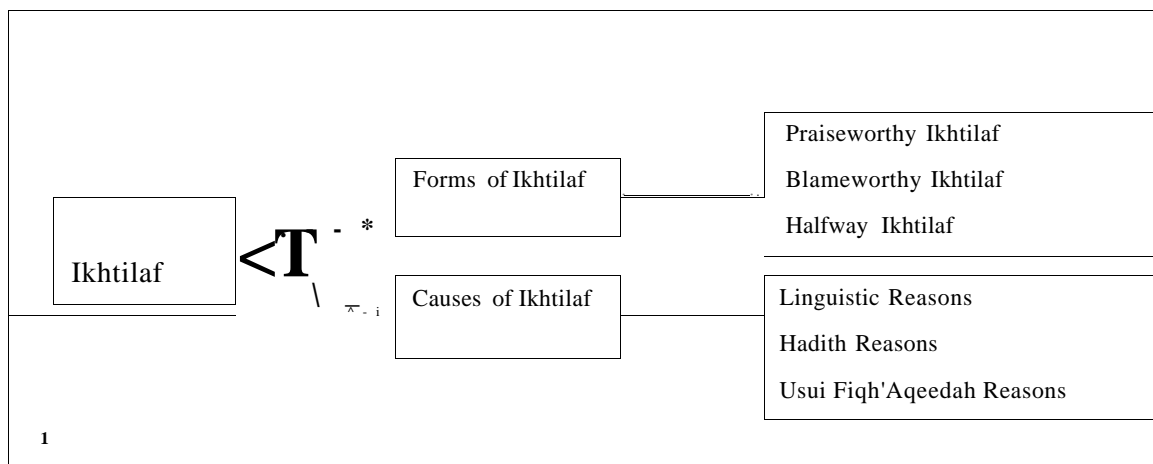 Praiseworthy Ikhtilaf
Forms of Ikhtilaf
Blameworthy Ikhtilaf
Halfway Ikhtilaf
Ikhtilaf
<T - *
\ ^ - i
Causes of Ikhtilaf
Linguistic Reasons
Hadith Reasons
Usui Fiqh'Aqeedah Reasons
1